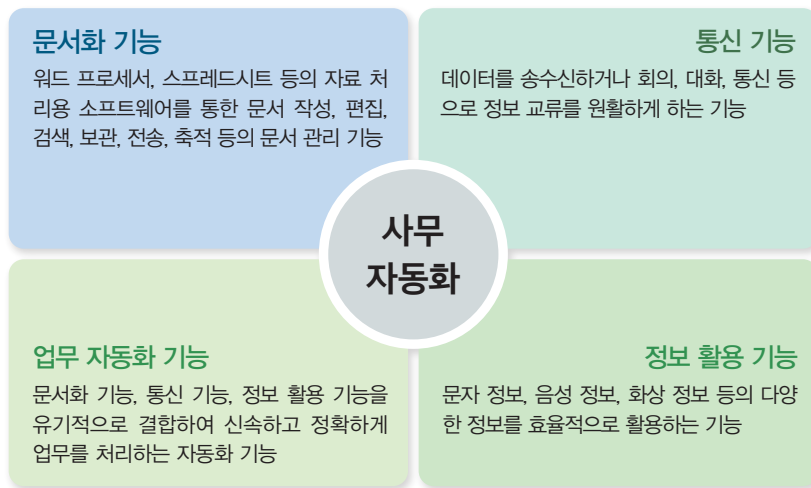 문서화 기능
워드 프로세서, 스프레드시트 등의 자료 처
리용 소프트웨어를 통한 문서 작성, 편집,
검색, 보관, 전송, 축적 등의 문서 관리 기능
통신 기능
데이터를 송수신하거나 회의, 대화, 통신 등
으로 정보 교류를 원활하게 하는 기능
사무
자동화
업무 자동화 기능
문서화 기능, 통신 기능, 정보 활용 기능을
유기적으로 결합하여 신속하고 정확하게
업무를 처리하는 자동화 기능
정보 활용 기능
문자 정보, 음성 정보, 화상 정보 등의 다양
한 정보를 효율적으로 활용하는 기능